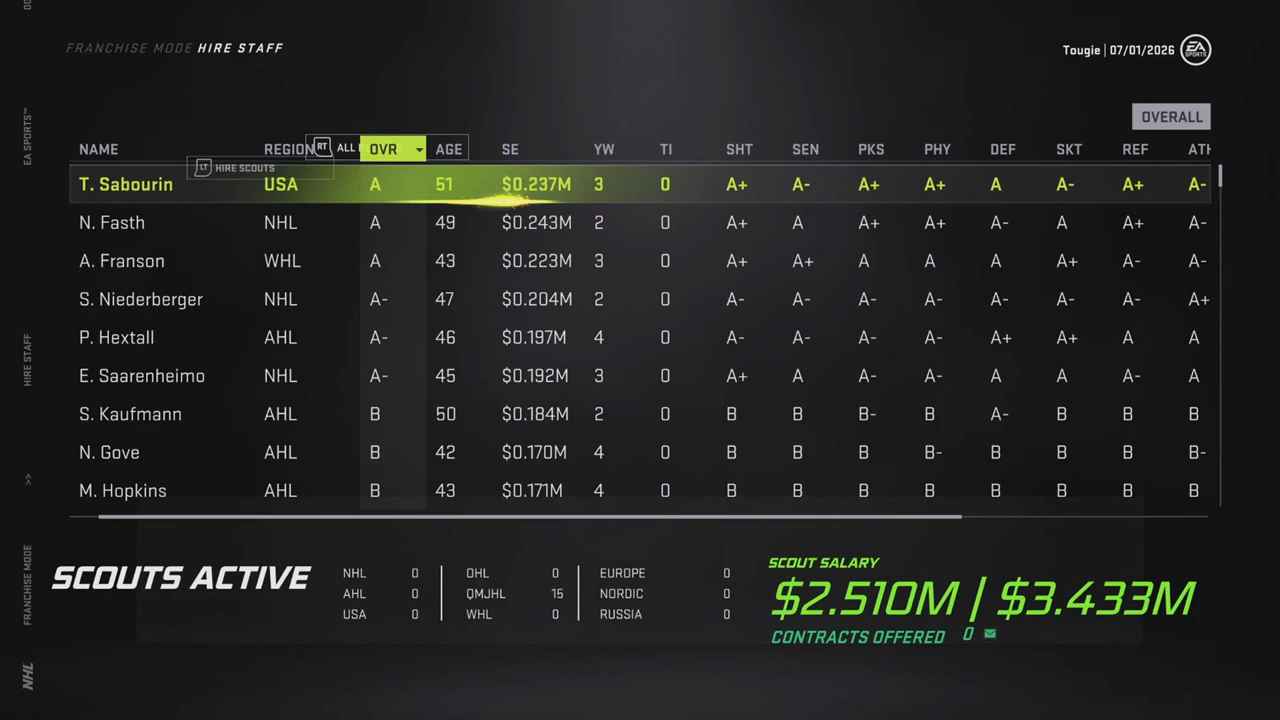 FRANCHISE MODE HIRE STAFF
Tougie | 07/01/2026
EA SPORTS
EA SPORTS™
HIRE STAFF
>>
FRANCHISE MODE
NHL
OVERALL
NAME REGION OVR AGE SE YW TI SHT SEN PKS PHY DEF SKT REF ATH
RT ALL
LT HIRE SCOUTS
T. Sabourin USA A 51 $0.237M 3 0 A+ A- A+ A+ A A- A+ A-
N. Fasth NHL A 49 $0.243M 2 0 A+ A A+ A+ A- A A+ A-
A. Franson WHL A 43 $0.223M 3 0 A+ A+ A A A A+ A- A-
S. Niederberger NHL A- 47 $0.204M 2 0 A- A- A- A- A- A- A- A+
P. Hextall AHL A- 46 $0.197M 4 0 A- A- A- A- A+ A+ A A
E. Saarenheimo NHL A- 45 $0.192M 3 0 A+ A A- A- A A A- A
S. Kaufmann AHL B 50 $0.184M 2 0 B B B- B A- B B B
N. Gove AHL B 42 $0.170M 4 0 B B B B- B B B B-
M. Hopkins AHL B 43 $0.171M 4 0 B B B B B B B B
SCOUTS ACTIVE
NHL 0 OHL 0 EUROPE 0
AHL 0 QMJHL 15 NORDIC 0
USA 0 WHL 0 RUSSIA 0
SCOUT SALARY
$2.510M | $3.433M
CONTRACTS OFFERED 0